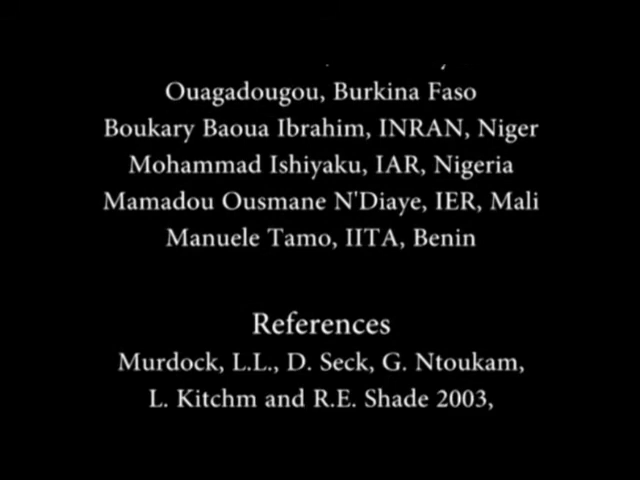 Ouagadougou, Burkina Faso
Boukary Baoua Ibrahim, INRAN, Niger
Mohammad Ishiyaku, IAR, Nigeria
Mamadou Ousmane N'Diaye, IER, Mali
Manuele Tamo, IITA, Benin
References
Murdock, L.L., D. Seck, G. Ntoukam,
L. Kitchm and R.E. Shade 2003,